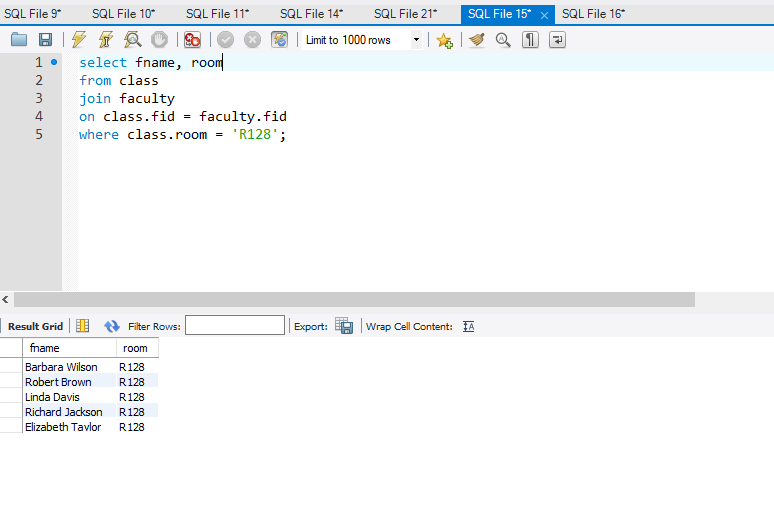 SQL File 9* SQL File 10* SQL File 11* SQL File 14* SQL File 21* SQL File 15* × SQL File 16*
Limit to 1000 rows
1 select fname, room
2 from class
3 join faculty
4 on class.fid = faculty.fid
5 where class.room = 'R128';
Result Grid Filter Rows: Export: Wrap Cell Content:
fname room
Barbara Wilson R128
Robert Brown R128
Linda Davis R128
Richard Jackson R128
Elizabeth Taylor R128